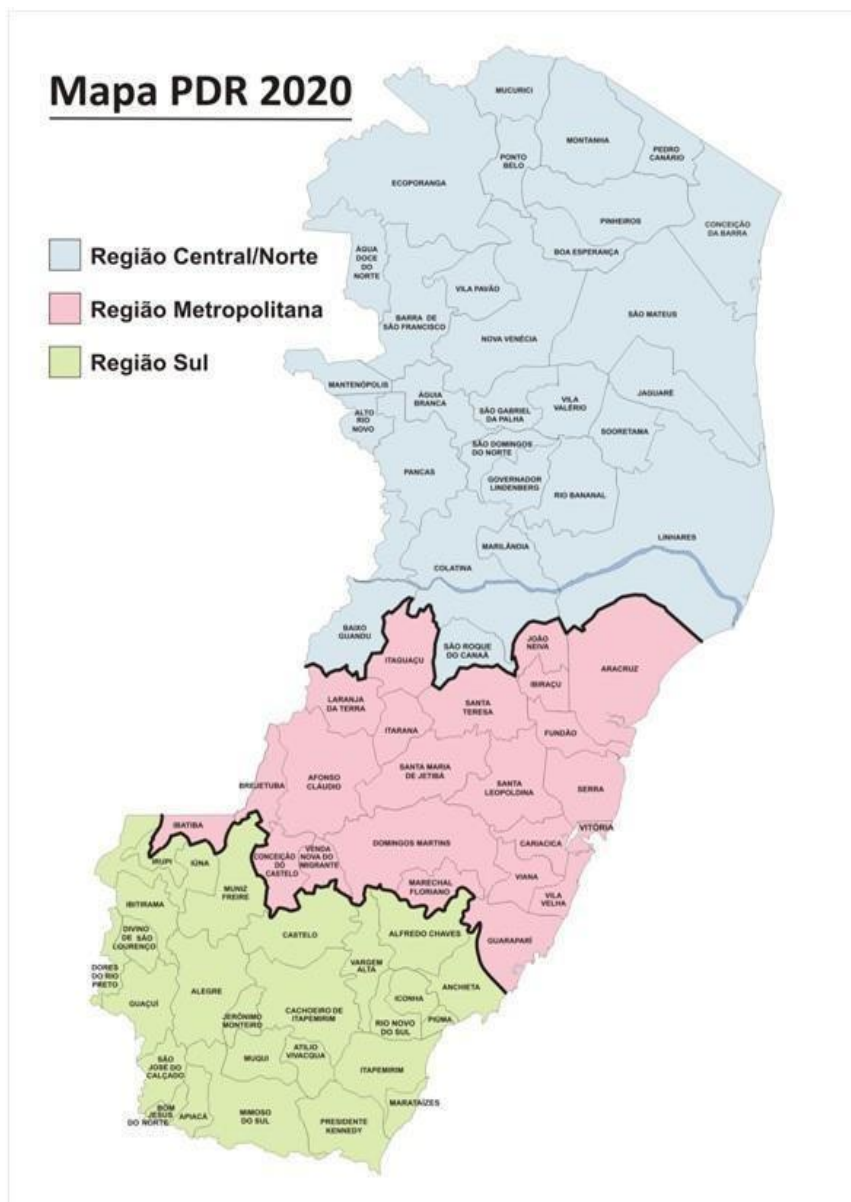 Mapa PDR 2020
Região Central/Norte
Região Metropolitana
Região Sul
MUCURICI
MONTANHA
PEDRO
CANÁRIO
PONTO
BELO
ECOPORANGA
PINHEIROS
CONCEIÇÃO
DA BARRA
BOA ESPERANÇA
ÁGUA
DOCE
DO
NORTE
VILA PAVÃO
BARRA DE
SÃO FRANCISCO
SÃO MATEUS
NOVA VENÉCIA
MANTENÓPOLIS
ÁGUIA
BRANCA
VILA
VALÉRIO
JAGUARÉ
ALTO
RIO
NOVO
SÃO GABRIEL
DA PALHA
SOORETAMA
SÃO DOMINGOS
DO NORTE
PANCAS
GOVERNADOR
LINDENBERG
RIO BANANAL
LINHARES
MARILÂNDIA
COLATINA
BAIXO
GUANDU
JOÃO
NEIVA
SÃO ROQUE
DO CANAÃ
ITAGUAÇU
ARACRUZ
IBIRAÇU
LARANJA
DA TERRA
SANTA
TERESA
ITARANA
FUNDÃO
BREJETUBA
AFONSO
CLÁUDIO
SANTA MARIA
DE JETIBÁ
SANTA
LEOPOLDINA
SERRA
IBATIBA
VITÓRIA
DOMINGOS MARTINS
CARIACICA
VENDA
NOVA DO
IMIGRANTE
CONCEIÇÃO
DO
CASTELO
IRUPI
IÚNA
VIANA
MARECHAL
FLORIANO
MUNIZ
FREIRE
VILA
VELHA
IBITIRAMA
GUARAPARÍ
DIVINO
DE SÃO
LOURENÇO
CASTELO
ALFREDO CHAVES
VARGEM
ALTA
DORES
DO RIO
PRETO
ANCHIETA
ALEGRE
ICONHA
GUAÇUÍ
CACHOEIRO DE
ITAPEMIRIM
JERÔNIMO
MONTEIRO
RIO NOVO
DO SUL
PIÚMA
ATILIO
VIVACQUA
SÃO
JOSÉ DO
CALÇADO
MUQUI
ITAPEMIRIM
BOM
JESUS
DO NORTE
APIACÁ
MIMOSO
DO SUL
PRESIDENTE
KENNEDY
MARATAÍZES